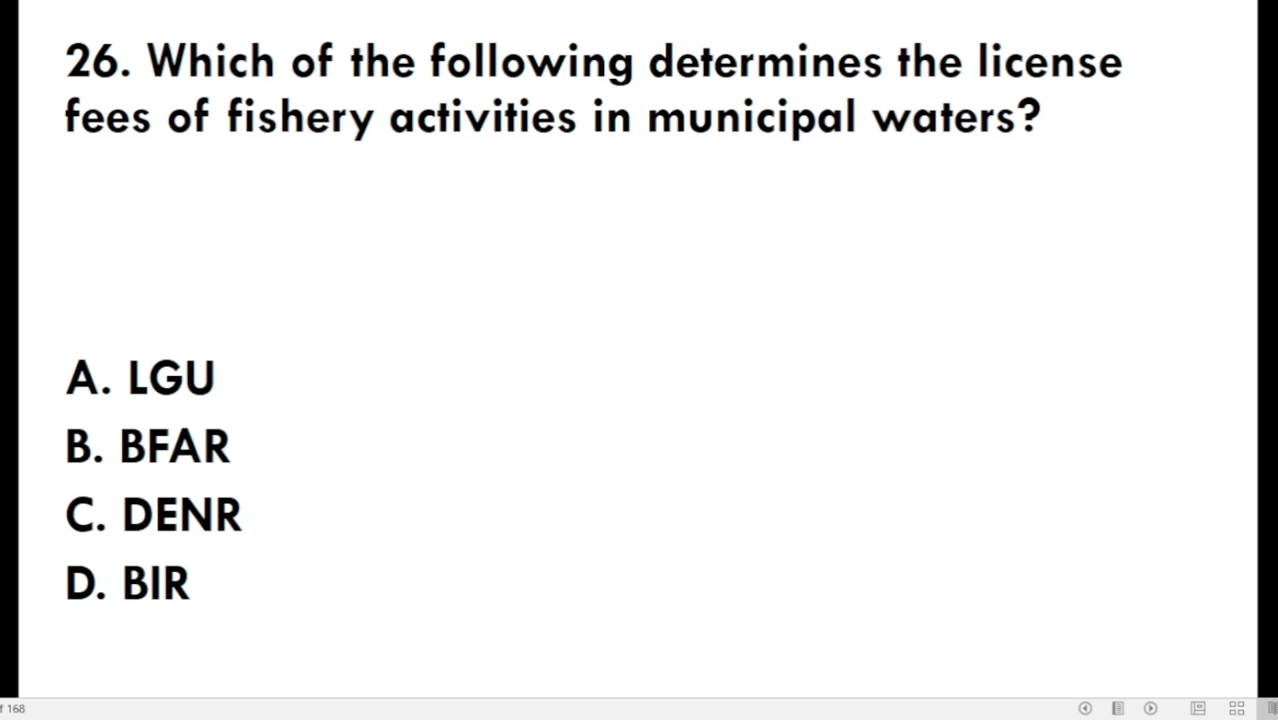 26. Which of the following determines the license
fees of fishery activities in municipal waters?
A. LGU
B. BFAR
C. DENR
D. BIR
f 168